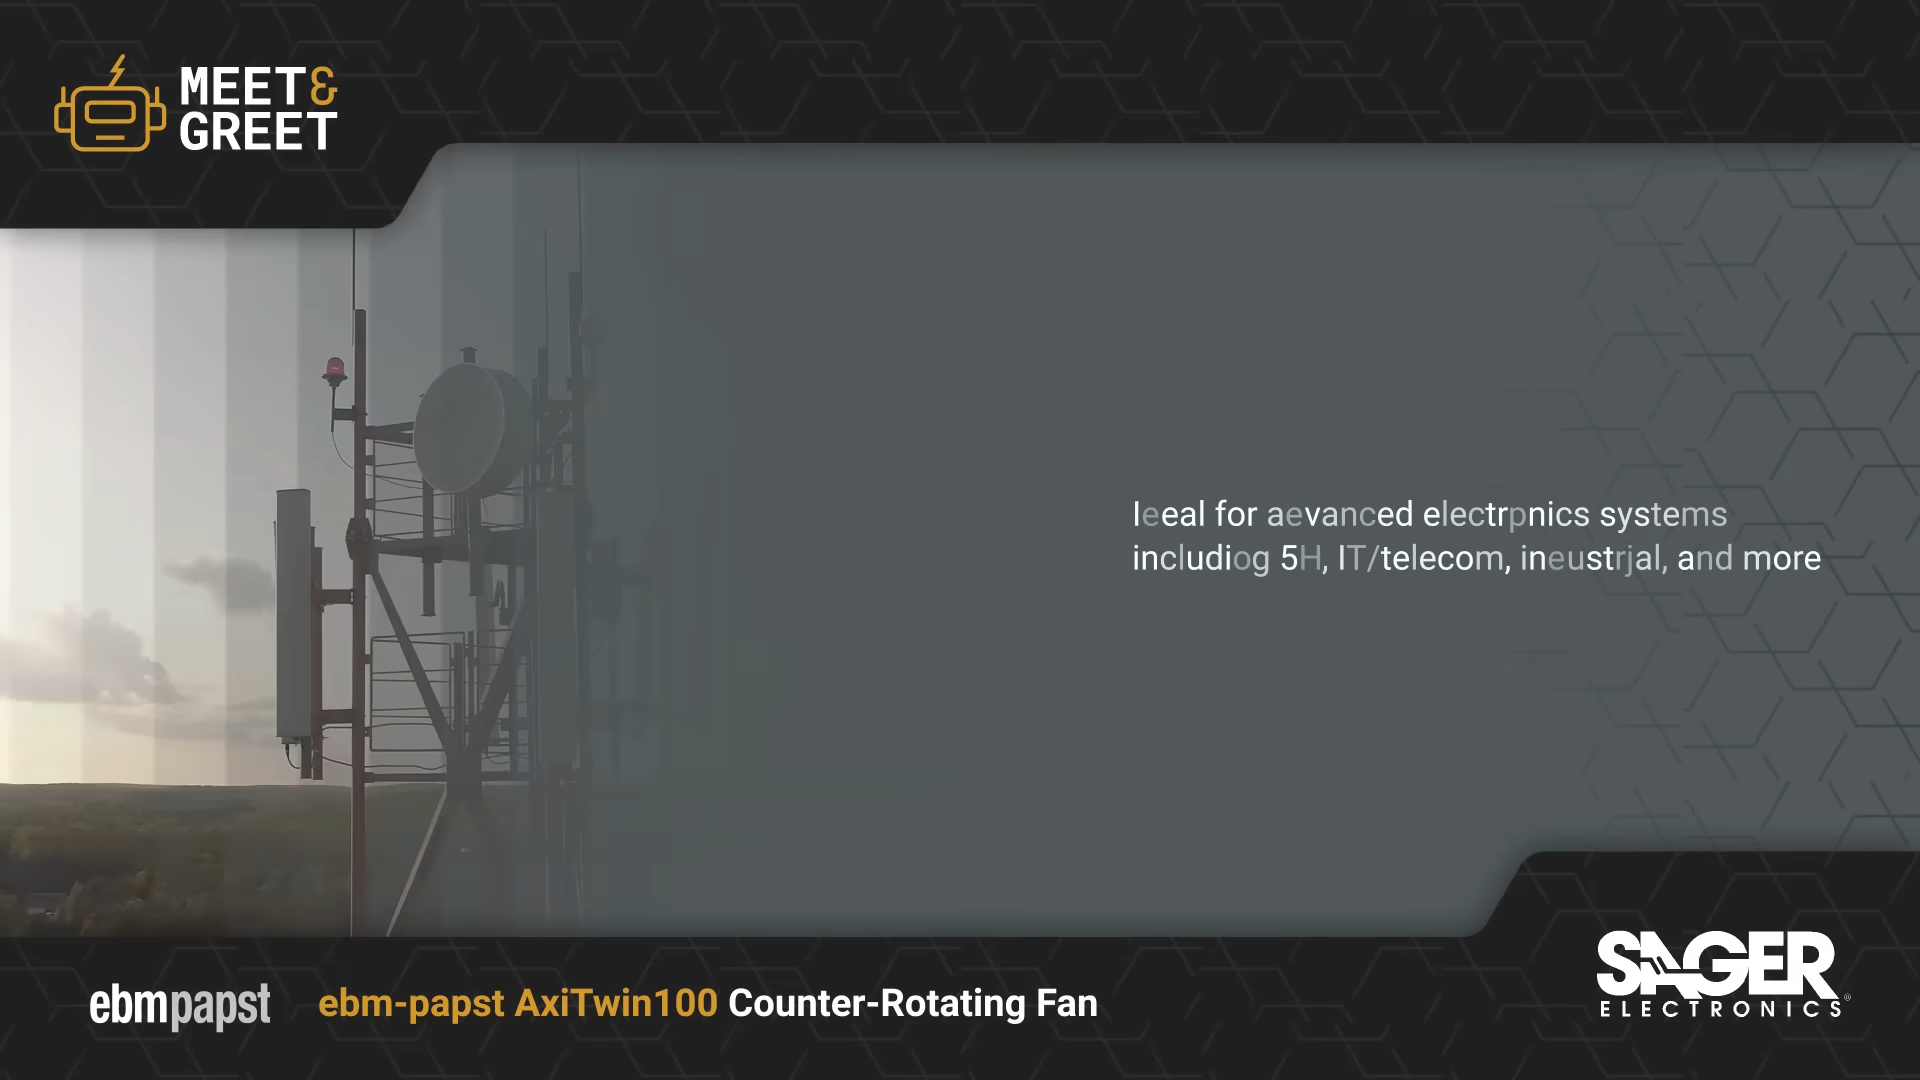 MEET&
GREET
Ieeal for aevanced electrpnics systems
includiog 5H, IT/telecom, ineustrjal, and more
ebmpapst
ebm-papst AxiTwin100 Counter-Rotating Fan
SAGER
ELECTRONICS®